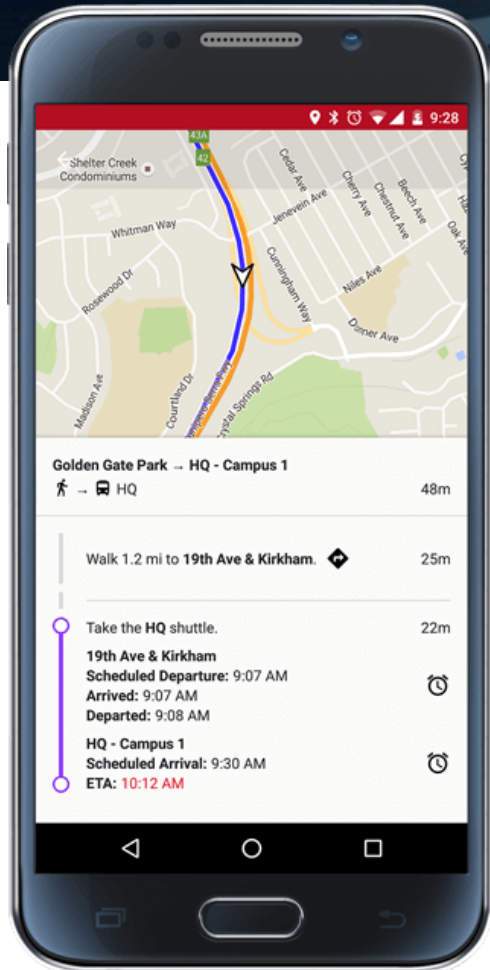 9:28
43A
42
Shelter Creek
Condominiums
Cedar Ave
Cherry Ave
Chestnut Ave
Beech Ave
Oak Ave
Jenevein Ave
Whitman Way
Cunningham Way
Niles Ave
Rosewood Dr
Madison Ave
Courtland Dr
Crystal Springs Rd
Golden Gate Park → HQ - Campus 1
→ HQ 48m
Walk 1.2 mi to 19th Ave & Kirkham. 25m
Take the HQ shuttle. 22m
19th Ave & Kirkham
Scheduled Departure: 9:07 AM
Arrived: 9:07 AM
Departed: 9:08 AM
HQ - Campus 1
Scheduled Arrival: 9:30 AM
ETA: 10:12 AM